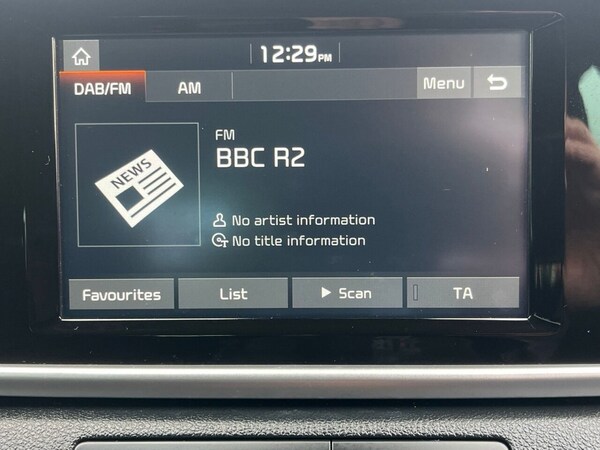 12:29PM
DAB/FM AM Menu
FM
BBC R2
NEWS
No artist information
No title information
Favourites List Scan TA